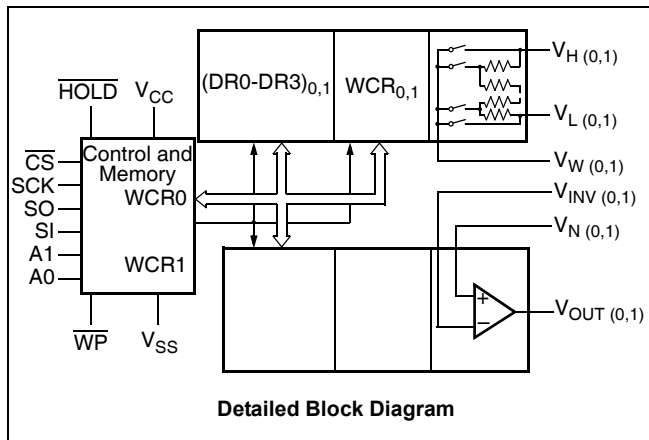 (DR0-DR3)0,1
WCR0,1
VH (0,1)
VL (0,1)
VW (0,1)
VINV (0,1)
VN (0,1)
VOUT (0,1)
HOLD
VCC
Control and
Memory
WCR0
WCR1
CS
SCK
SO
SI
A1
A0
WP
VSS
+
−
Detailed Block Diagram